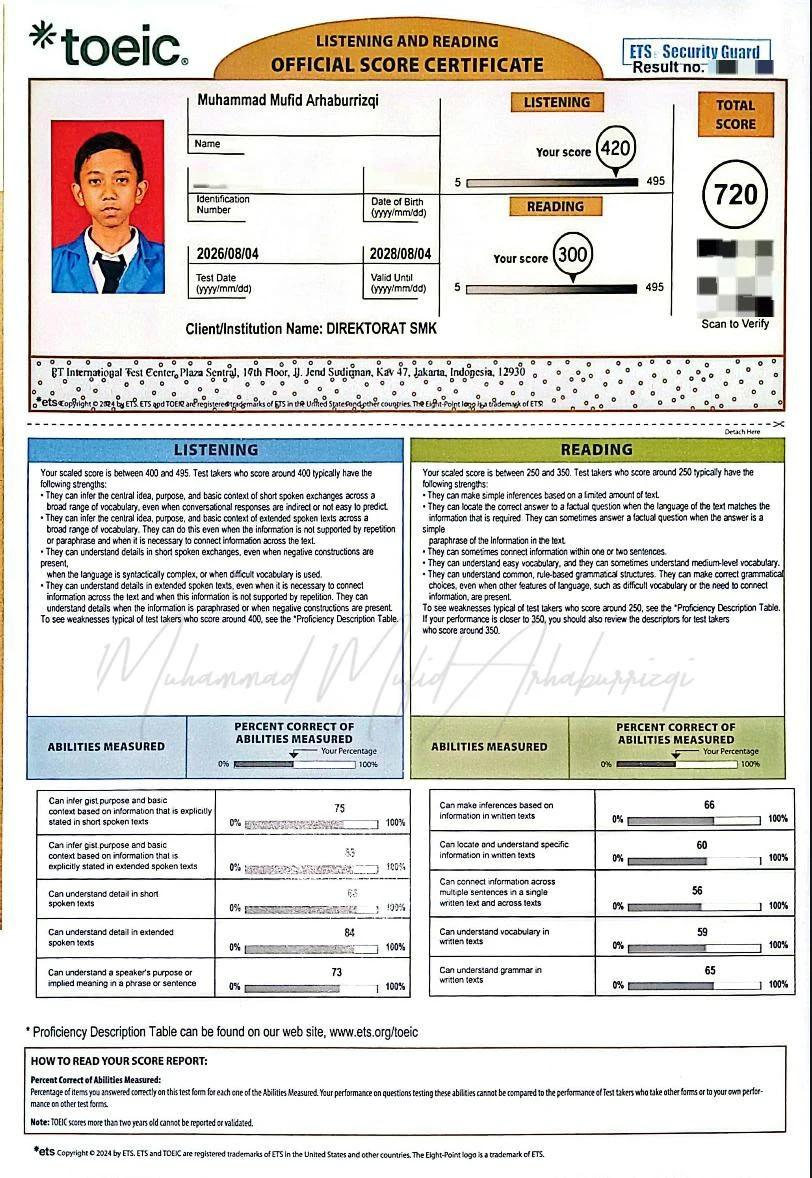 *toeic®
LISTENING AND READING
OFFICIAL SCORE CERTIFICATE
ETS Security Guard
Result no:
Muhammad Mufid Arhaburrizqi
Name
Identification
Number
Date of Birth
(yyyy/mm/dd)
2026/08/04
2028/08/04
Test Date
(yyyy/mm/dd)
Valid Until
(yyyy/mm/dd)
Client/Institution Name: DIREKTORAT SMK
LISTENING
Your score 420
5 495
READING
Your score 300
5 495
TOTAL
SCORE
720
Scan to Verify
PT International Test Center, Plaza Sentral, 17th Floor, Jl. Jend Sudirman, Kav 47, Jakarta, Indonesia, 12930
*ets Copyright © 2024 by ETS. ETS and TOEIC are registered trademarks of ETS in the United States and other countries. The Eight-Point logo is a trademark of ETS.
Detach Here
LISTENING
Your scaled score is between 400 and 495. Test takers who score around 400 typically have the
following strengths:
• They can infer the central idea, purpose, and basic context of short spoken exchanges across a
broad range of vocabulary, even when conversational responses are indirect or not easy to predict.
• They can infer the central idea, purpose, and basic context of extended spoken texts across a
broad range of vocabulary. They can do this even when the information is not supported by repetition
or paraphrase and when it is necessary to connect information across the text.
• They can understand details in short spoken exchanges, even when negative constructions are
present,
when the language is syntactically complex, or when difficult vocabulary is used.
• They can understand details in extended spoken texts, even when it is necessary to connect
information across the text and when this information is not supported by repetition. They can
understand details when the information is paraphrased or when negative constructions are present.
To see weaknesses typical of test takers who score around 400, see the *Proficiency Description Table.
READING
Your scaled score is between 250 and 350. Test takers who score around 250 typically have the
following strengths:
• They can make simple inferences based on a limited amount of text.
• They can locate the correct answer to a factual question when the language of the text matches the
information that is required. They can sometimes answer a factual question when the answer is a
simple
paraphrase of the Information in the text.
• They can sometimes connect information within one or two sentences.
• They can understand easy vocabulary, and they can sometimes understand medium-level vocabulary.
• They can understand common, rule-based grammatical structures. They can make correct grammatical
choices, even when other features of language, such as difficult vocabulary or the need to connect
information, are present.
To see weaknesses typical of test takers who score around 250, see the *Proficiency Description Table.
If your performance is closer to 350, you should also review the descriptors for test takers
who score around 350.
Muhammad Mufid Arhaburrizqi
ABILITIES MEASURED
PERCENT CORRECT OF
ABILITIES MEASURED
Your Percentage
0% 100%
ABILITIES MEASURED
PERCENT CORRECT OF
ABILITIES MEASURED
Your Percentage
0% 100%
Can infer gist.purpose and basic
context based on information that is explicitly
stated in short spoken texts
75
0% 100%
Can infer gist.purpose and basic
context based on information that is
explicitly stated in extended spoken texts
0% 100%
Can understand detail in short
spoken texts
0% 100%
Can understand detail in extended
spoken texts
84
0% 100%
Can understand a speaker's purpose or
implied meaning in a phrase or sentence
73
0% 100%
Can make inferences based on
information in written texts
66
0% 100%
Can locate and understand specific
information in written texts
60
0% 100%
Can connect information across
multiple sentences in a single
written text and across texts
56
0% 100%
Can understand vocabulary in
written texts
59
0% 100%
Can understand grammar in
written texts
65
0% 100%
* Proficiency Description Table can be found on our web site, www.ets.org/toeic
HOW TO READ YOUR SCORE REPORT:
Percent Correct of Abilities Measured:
Percentage of items you answered correctly on this test form for each one of the Abilities Measured. Your performance on questions testing these abilities cannot be compared to the performance of Test takers who take other forms or to your own perfor-
mance on other test forms.
Note: TOEIC scores more than two years old cannot be reported or validated.
*ets Copyright © 2024 by ETS. ETS and TOEIC are registered trademarks of ETS in the United States and other countries. The Eight-Point logo is a trademark of ETS.